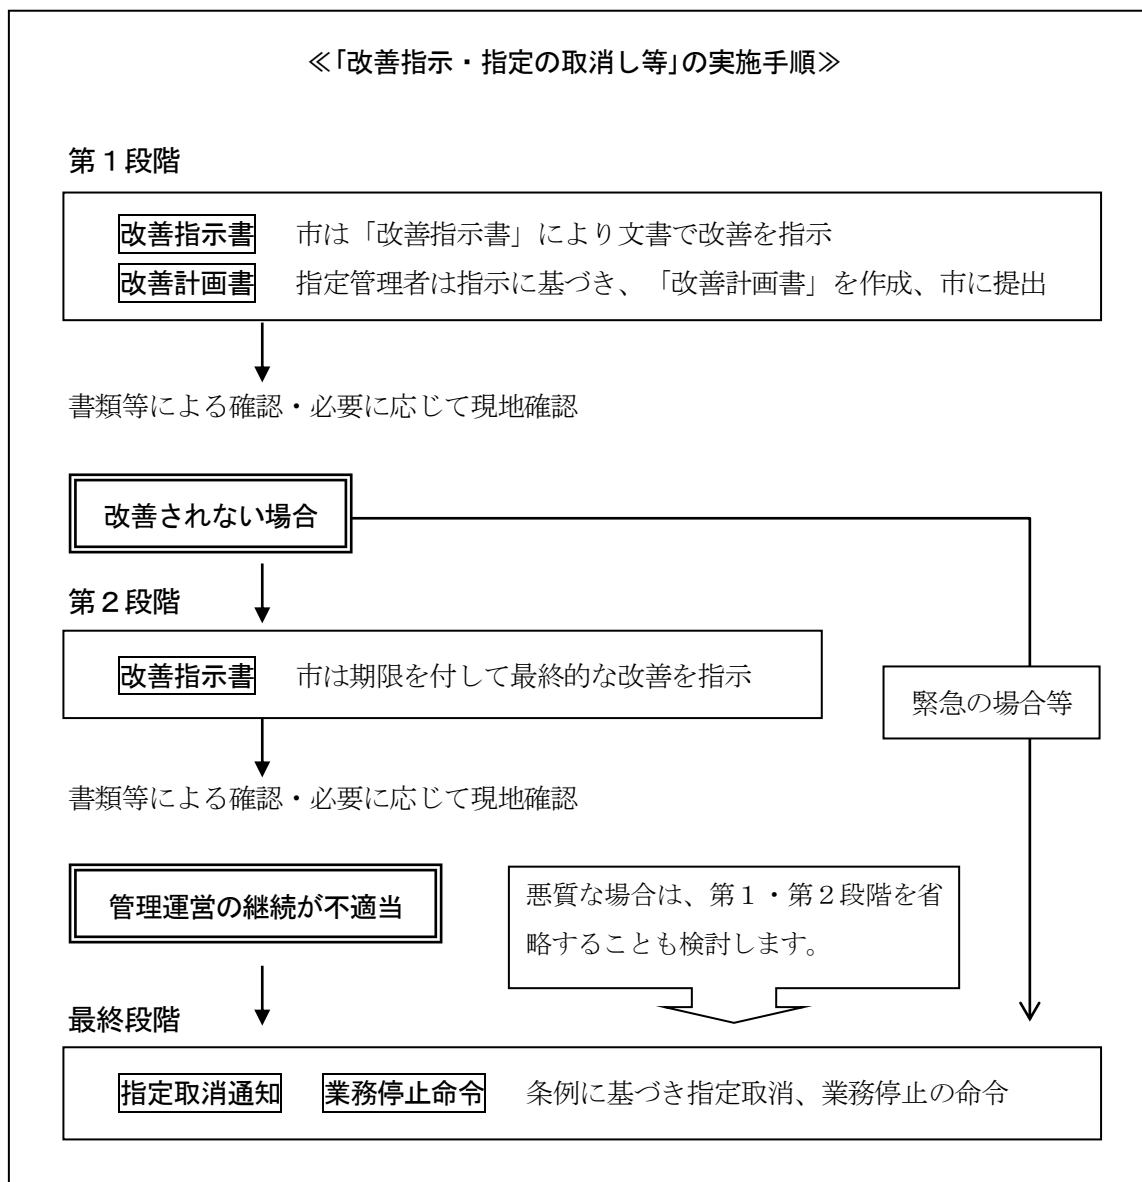 ≪「改善指示・指定の取消し等」の実施手順≫
第１段階
改善指示書 市は「改善指示書」により文書で改善を指示
改善計画書 指定管理者は指示に基づき、「改善計画書」を作成、市に提出
書類等による確認・必要に応じて現地確認
改善されない場合
第２段階
改善指示書 市は期限を付して最終的な改善を指示
緊急の場合等
書類等による確認・必要に応じて現地確認
管理運営の継続が不適当
悪質な場合は、第１・第２段階を省
略することも検討します。
最終段階
指定取消通知 業務停止命令 条例に基づき指定取消、業務停止の命令